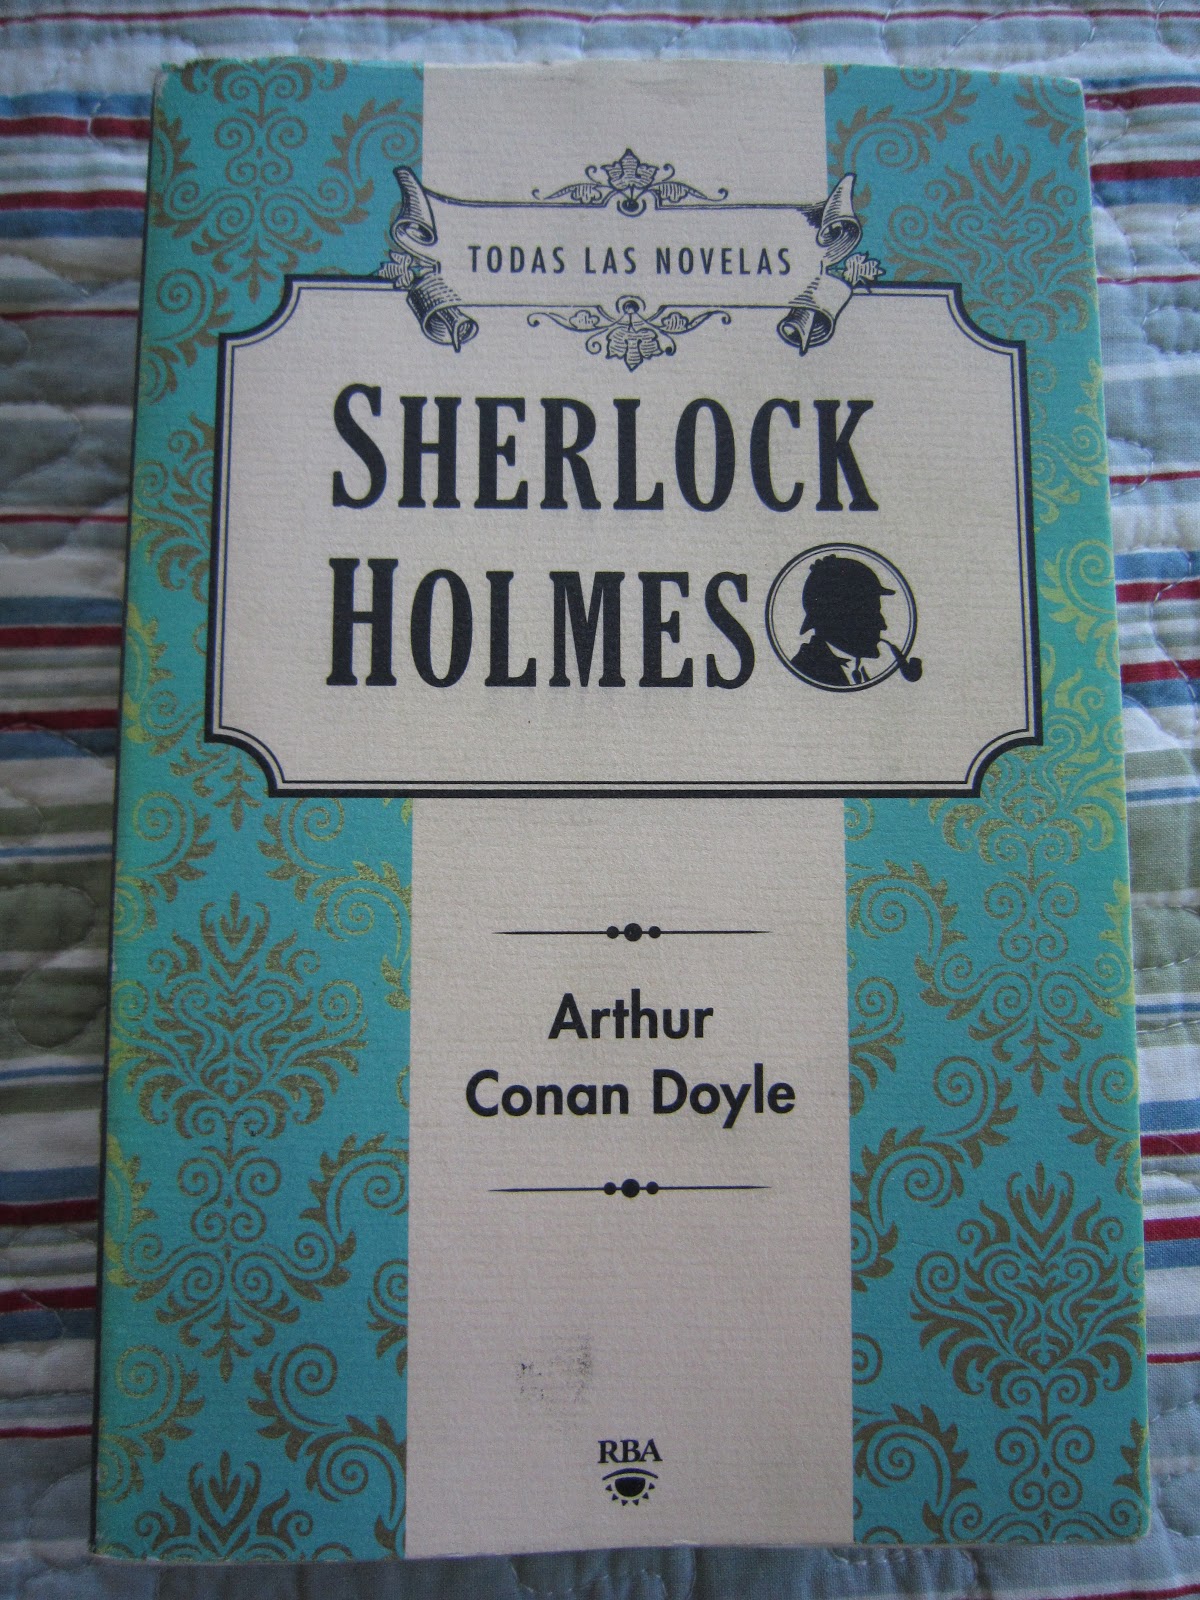 TODAS LAS NOVELAS
SHERLOCK
HOLMES
Arthur
Conan Doyle
RBA